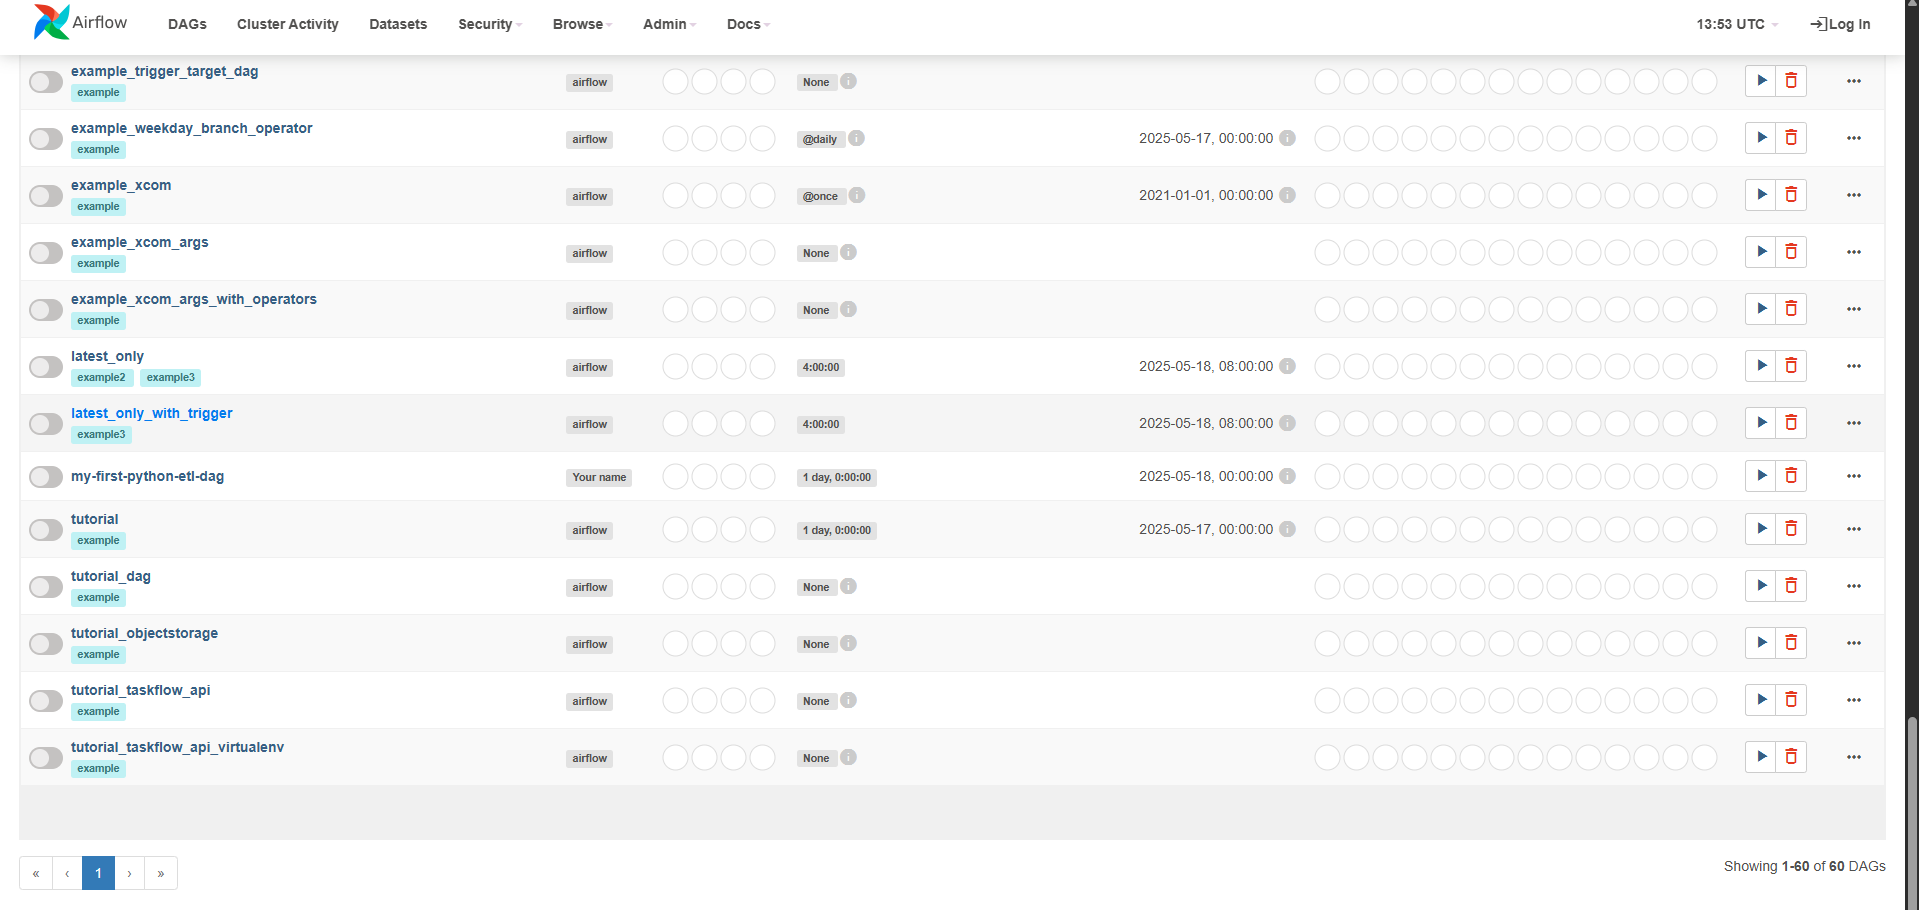 Airflow DAGs Cluster Activity Datasets Security Browse Admin Docs 13:53 UTC Log In
example_trigger_target_dag
example airflow None
example_weekday_branch_operator
example airflow @daily 2025-05-17, 00:00:00
example_xcom
example airflow @once 2021-01-01, 00:00:00
example_xcom_args
example airflow None
example_xcom_args_with_operators
example airflow None
latest_only
example2 example3 airflow 4:00:00 2025-05-18, 08:00:00
latest_only_with_trigger
example3 airflow 4:00:00 2025-05-18, 08:00:00
my-first-python-etl-dag Your name 1 day, 0:00:00 2025-05-18, 00:00:00
tutorial
example airflow 1 day, 0:00:00 2025-05-17, 00:00:00
tutorial_dag
example airflow None
tutorial_objectstorage
example airflow None
tutorial_taskflow_api
example airflow None
tutorial_taskflow_api_virtualenv
example airflow None
« ‹ 1 › » Showing 1-60 of 60 DAGs